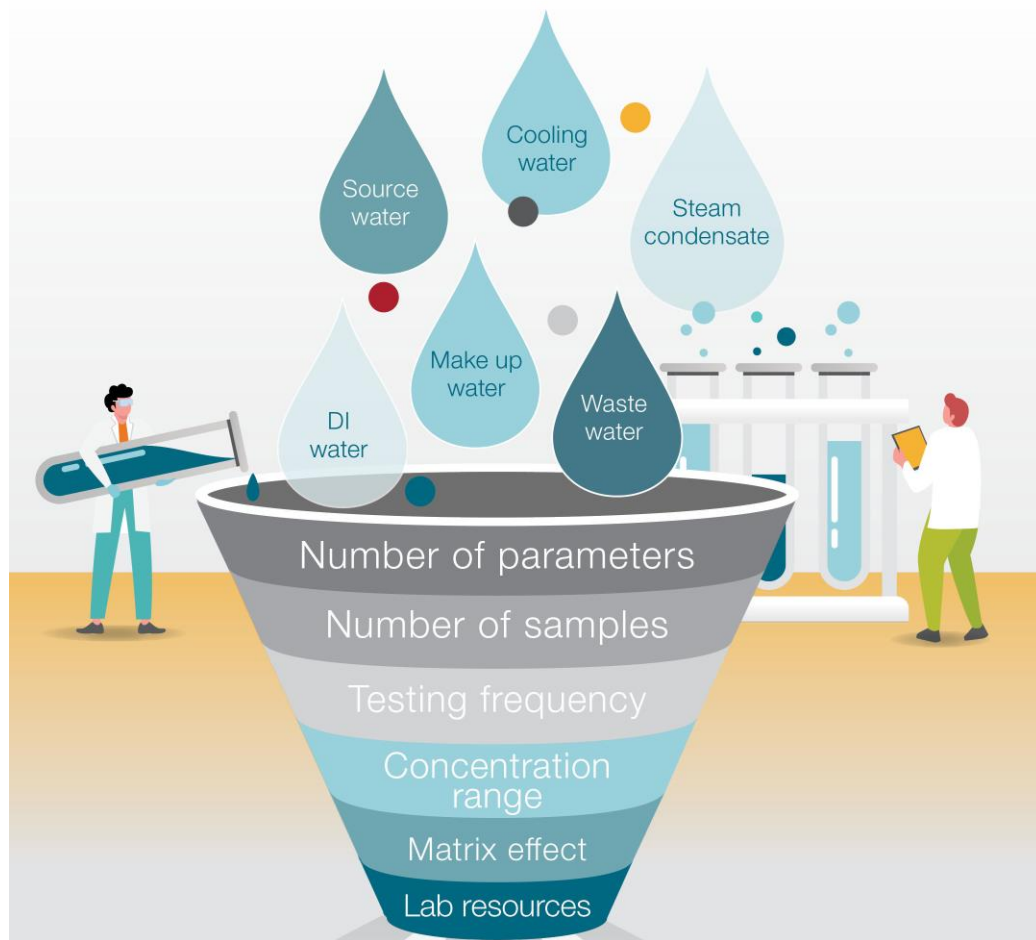 Cooling
water
Source
water
Steam
condensate
Make up
water
Waste
water
DI
water
Number of parameters
Number of samples
Testing frequency
Concentration
range
Matrix effect
Lab resources